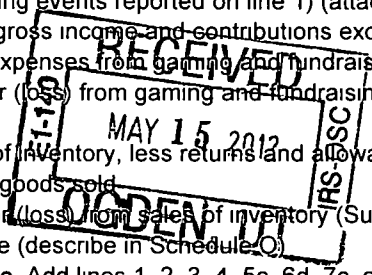 ing events reported on line 1) (attac
gross income and contributions exc
RECEIVED
expenses from gaming and fundrais
r (loss) from gaming and fundraisin
MAY 15 2012
IRS-OSC
of inventory, less returns and allowa
goods sold
OGDEN, UT
r (loss) from sales of inventory (Su
e (describe in Schedule O)
Add lines 1, 2, 3, 4, 5c, 6d, 7c, a